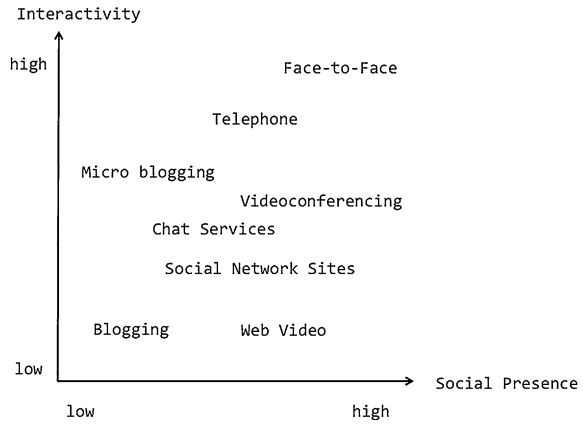 Interactivity
high
Face-to-Face
Telephone
Micro blogging
Videoconferencing
Chat Services
Social Network Sites
Blogging Web Video
low
Social Presence
low high